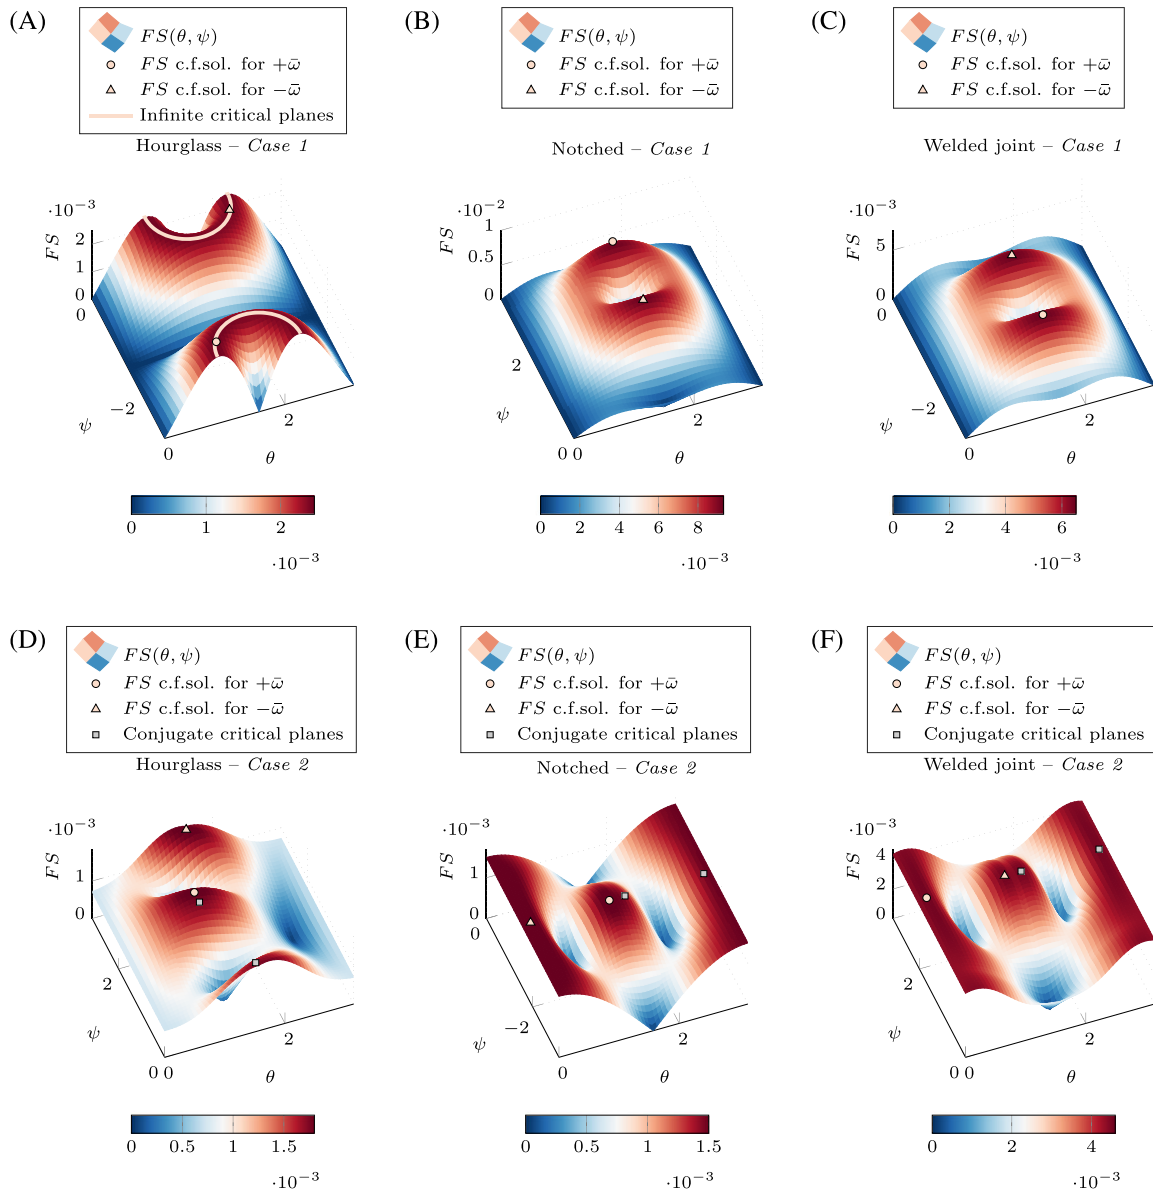 (A)
FS(θ, ψ)
FS c.f.sol. for +ω̄
FS c.f.sol. for −ω̄
Infinite critical planes
Hourglass – Case 1
·10⁻³
FS
2
1
0
0
−2
ψ
0
2
θ
0 1 2
·10⁻³
(B)
FS(θ, ψ)
FS c.f.sol. for +ω̄
FS c.f.sol. for −ω̄
Notched – Case 1
·10⁻²
FS
1
0.5
0
2
ψ
0 0
2
θ
0 2 4 6 8
·10⁻³
(C)
FS(θ, ψ)
FS c.f.sol. for +ω̄
FS c.f.sol. for −ω̄
Welded joint – Case 1
·10⁻³
FS
5
0
0
−2
ψ
0
2
θ
0 2 4 6
·10⁻³
(D)
FS(θ, ψ)
FS c.f.sol. for +ω̄
FS c.f.sol. for −ω̄
Conjugate critical planes
Hourglass – Case 2
·10⁻³
FS
1
0
2
ψ
0 0
2
θ
0 0.5 1 1.5
·10⁻³
(E)
FS(θ, ψ)
FS c.f.sol. for +ω̄
FS c.f.sol. for −ω̄
Conjugate critical planes
Notched – Case 2
·10⁻³
FS
1
0
0
−2
ψ
0
2
θ
0 0.5 1 1.5
·10⁻³
(F)
FS(θ, ψ)
FS c.f.sol. for +ω̄
FS c.f.sol. for −ω̄
Conjugate critical planes
Welded joint – Case 2
·10⁻³
FS
4
2
0
2
ψ
0 0
2
θ
0 2 4
·10⁻³